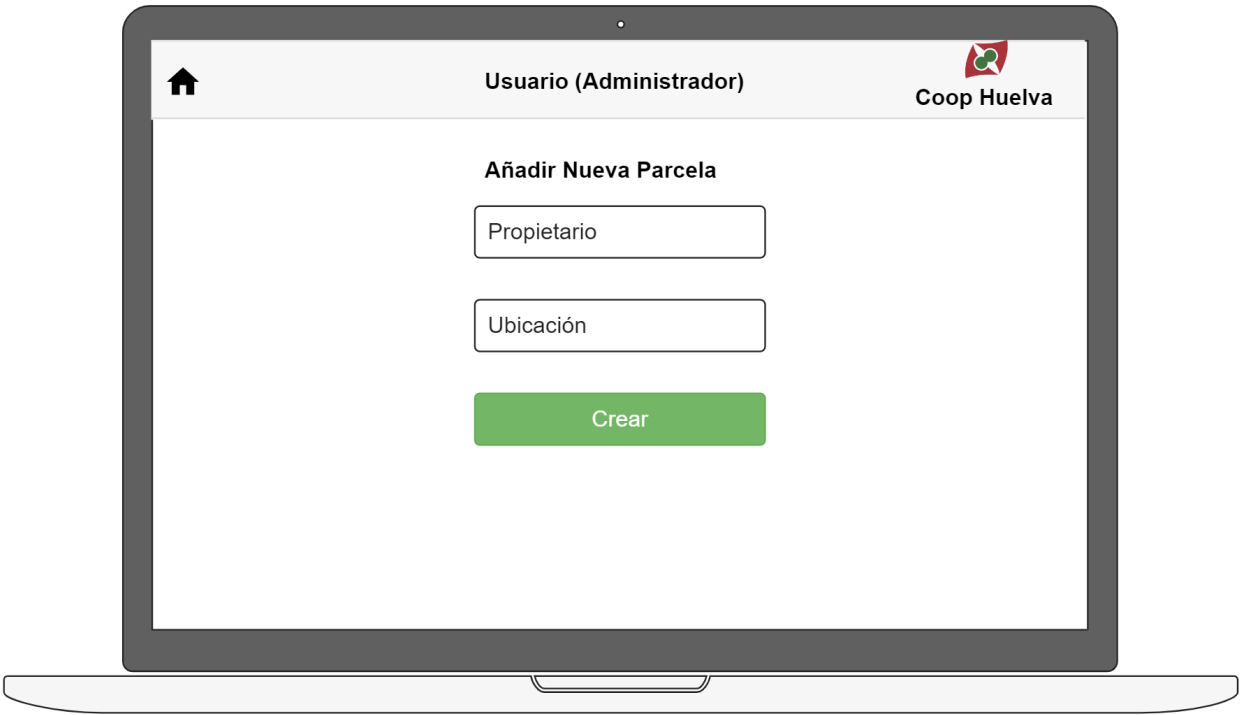 Usuario (Administrador)
Coop Huelva
Añadir Nueva Parcela
Propietario
Ubicación
Crear